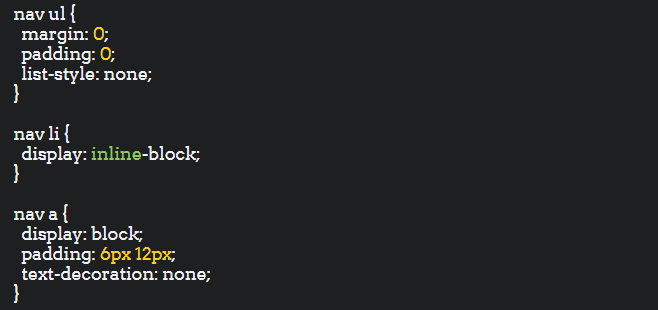 nav ul {
  margin: 0;
  padding: 0;
  list-style: none;
}

nav li {
  display: inline-block;
}

nav a {
  display: block;
  padding: 6px 12px;
  text-decoration: none;
}